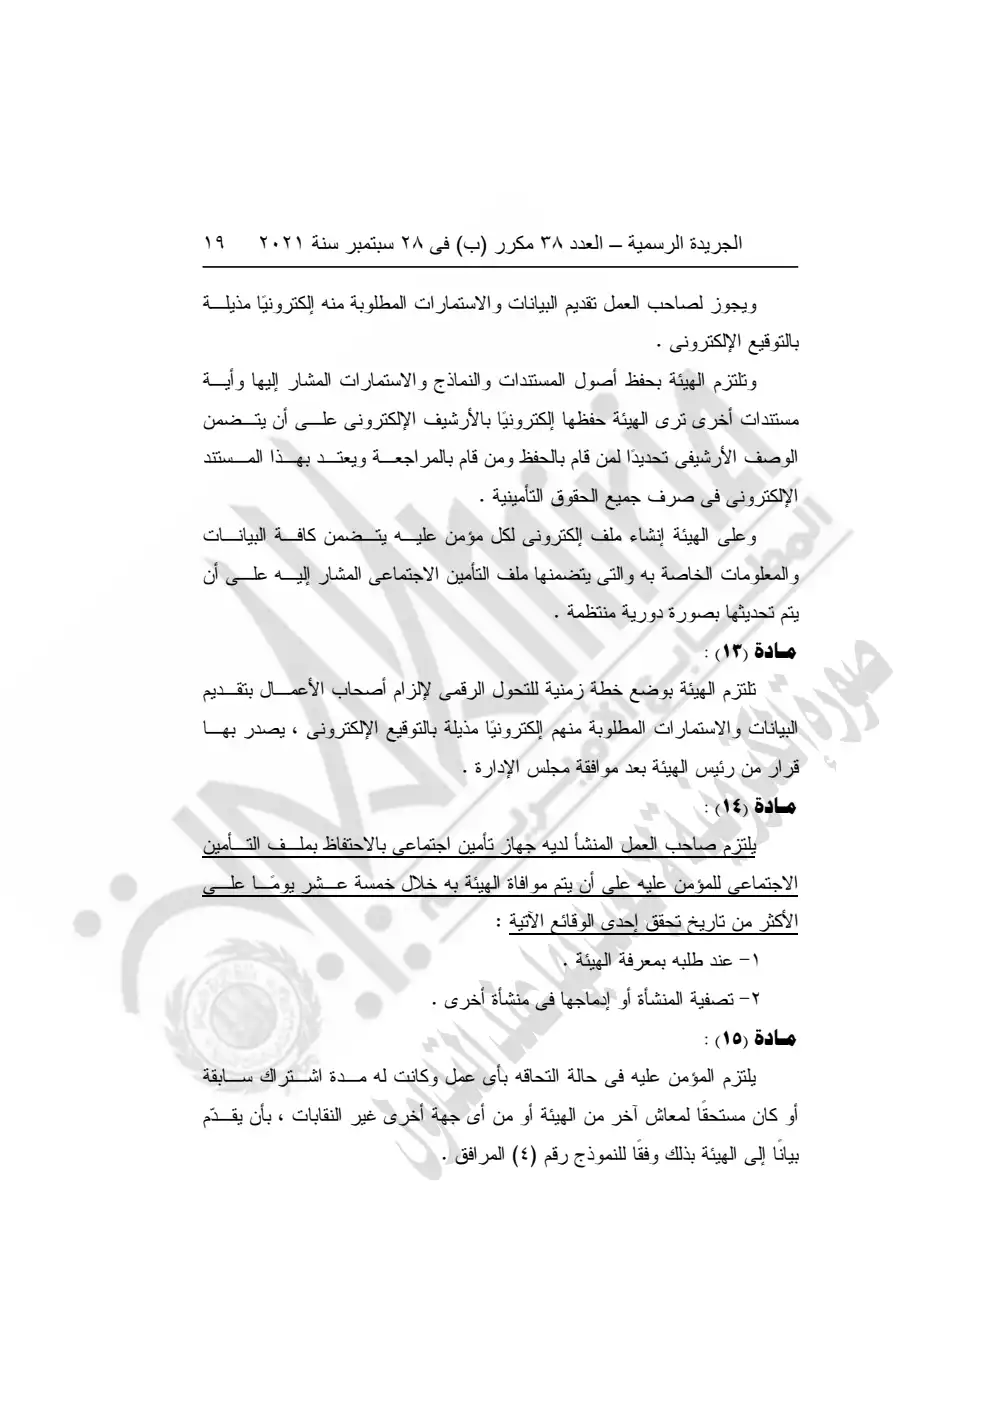 الجريدة الرسمية – العدد ٣٨ مكرر (ب) فى ٢٨ سبتمبر سنة ٢٠٢١ ١٩
ويجوز لصاحب العمل تقديم البيانات والاستمارات المطلوبة منه إلكترونيًا مذيلة
بالتوقيع الإلكترونى .
وتلتزم الهيئة بحفظ أصول المستندات والنماذج والاستمارات المشار إليها وأية
مستندات أخرى ترى الهيئة حفظها إلكترونيًا بالأرشيف الإلكترونى على أن يتضمن
الوصف الأرشيفى تحديدًا لمن قام بالحفظ ومن قام بالمراجعة ويعتد بهذا المستند
الإلكترونى فى صرف جميع الحقوق التأمينية .
وعلى الهيئة إنشاء ملف إلكترونى لكل مؤمن عليه يتضمن كافة البيانات
والمعلومات الخاصة به والتى يتضمنها ملف التأمين الاجتماعى المشار إليه على أن
يتم تحديثها بصورة دورية منتظمة .
مادة (١٣) :
تلتزم الهيئة بوضع خطة زمنية للتحول الرقمى لإلزام أصحاب الأعمال بتقديم
البيانات والاستمارات المطلوبة منهم إلكترونيًا مذيلة بالتوقيع الإلكترونى ، يصدر بها
قرار من رئيس الهيئة بعد موافقة مجلس الإدارة .
مادة (١٤) :
يلتزم صاحب العمل المنشأ لديه جهاز تأمين اجتماعى بالاحتفاظ بملف التأمين
الاجتماعى للمؤمن عليه على أن يتم موافاة الهيئة به خلال خمسة عشر يومًا على
الأكثر من تاريخ تحقق إحدى الوقائع الآتية :
١- عند طلبه بمعرفة الهيئة .
٢- تصفية المنشأة أو إدماجها فى منشأة أخرى .
مادة (١٥) :
يلتزم المؤمن عليه فى حالة التحاقه بأى عمل وكانت له مدة اشتراك سابقة
أو كان مستحقًا لمعاش آخر من الهيئة أو من أى جهة أخرى غير النقابات ، بأن يقدّم
بيانًا إلى الهيئة بذلك وفقًا للنموذج رقم (٤) المرافق .